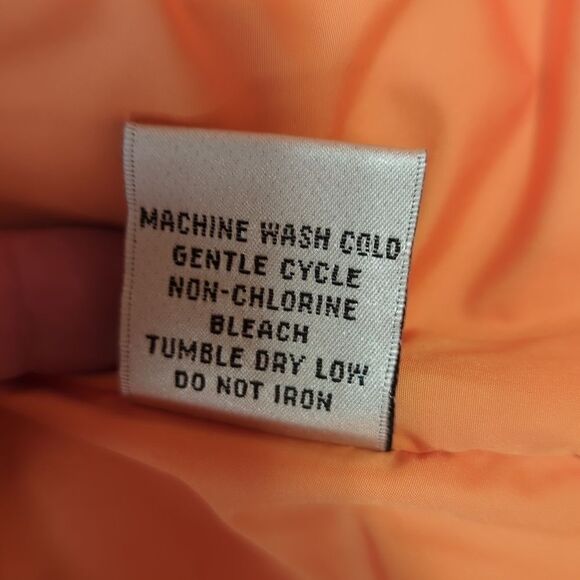 MACHINE WASH COLD
GENTLE CYCLE
NON-CHLORINE
BLEACH
TUMBLE DRY LOW
DO NOT IRON